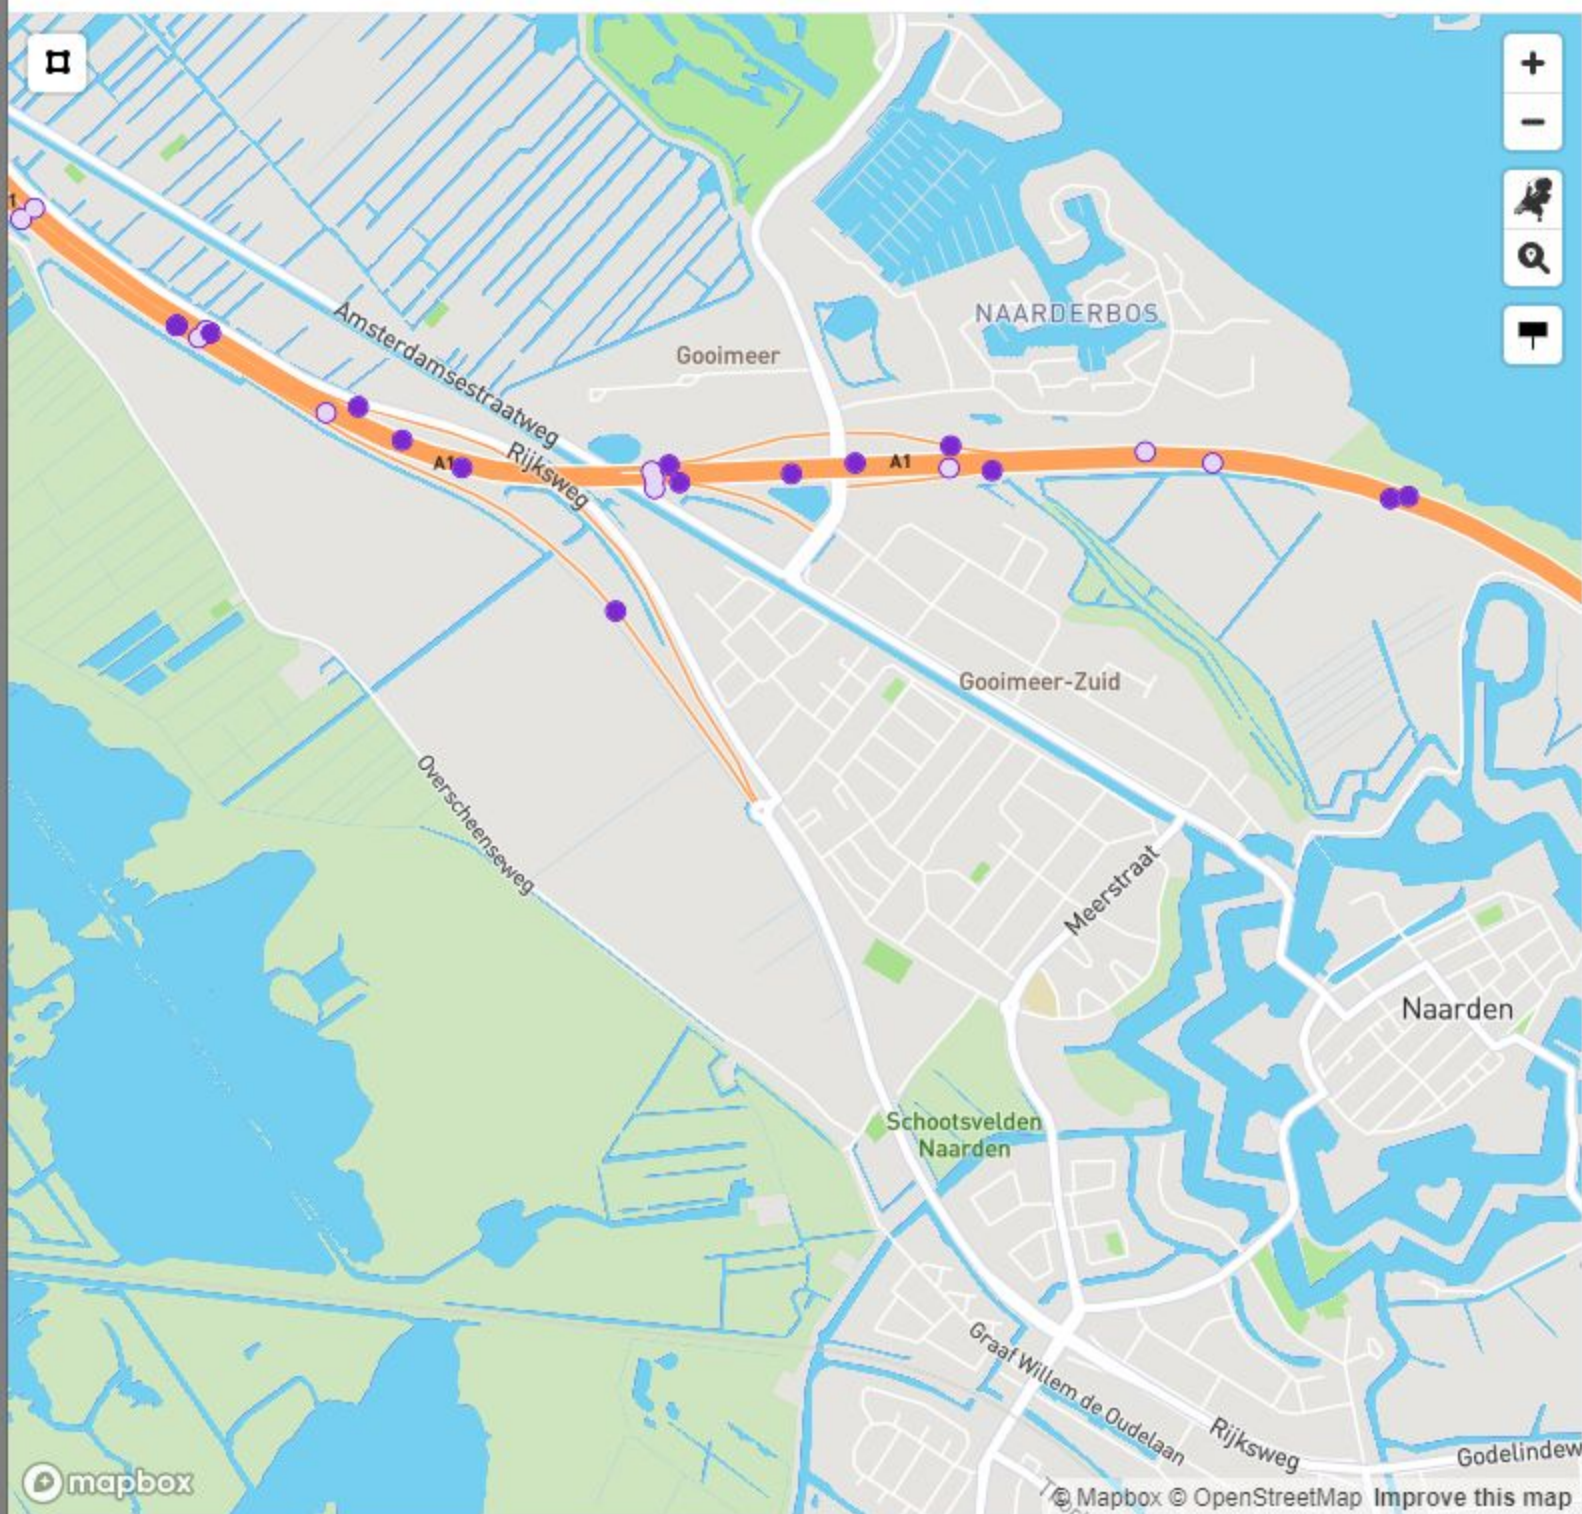 1
Amsterdamsestraatweg
Gooimeer
NAARDERBOS
A1
Rijksweg
A1
Gooimeer-Zuid
Overscheenseweg
Meerstraat
Naarden
Schootsvelden
Naarden
Graaf Willem de Oudelaan
Rijksweg
Godelindew
mapbox
© Mapbox © OpenStreetMap Improve this map